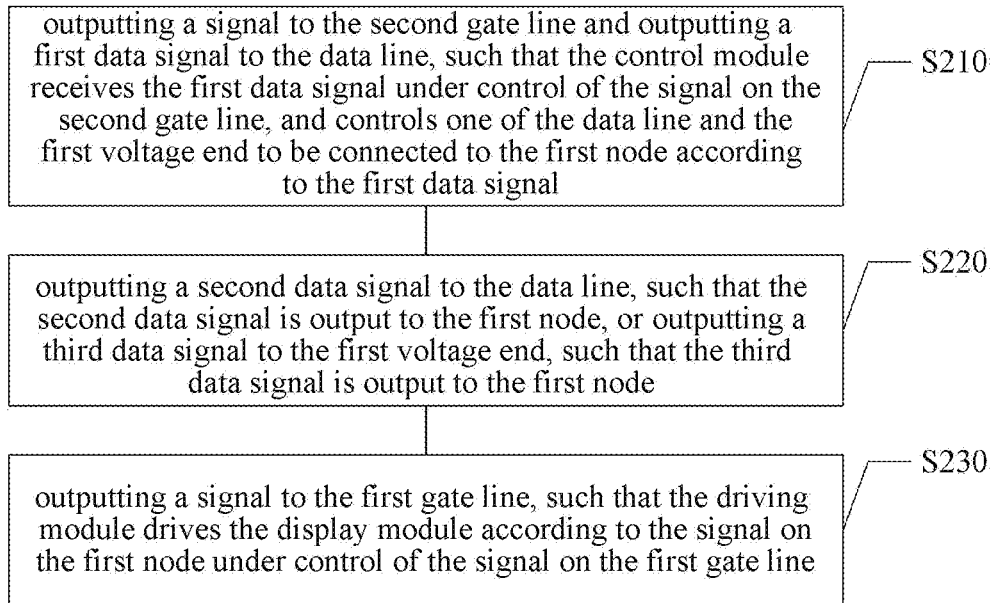 outputting a signal to the second gate line and outputting a
first data signal to the data line, such that the control module
receives the first data signal under control of the signal on the
second gate line, and controls one of the data line and the
first voltage end to be connected to the first node according
to the first data signal
S210
outputting a second data signal to the data line, such that the
second data signal is output to the first node, or outputting a
third data signal to the first voltage end, such that the third
data signal is output to the first node
S220
outputting a signal to the first gate line, such that the driving
module drives the display module according to the signal on
the first node under control of the signal on the first gate line
S230